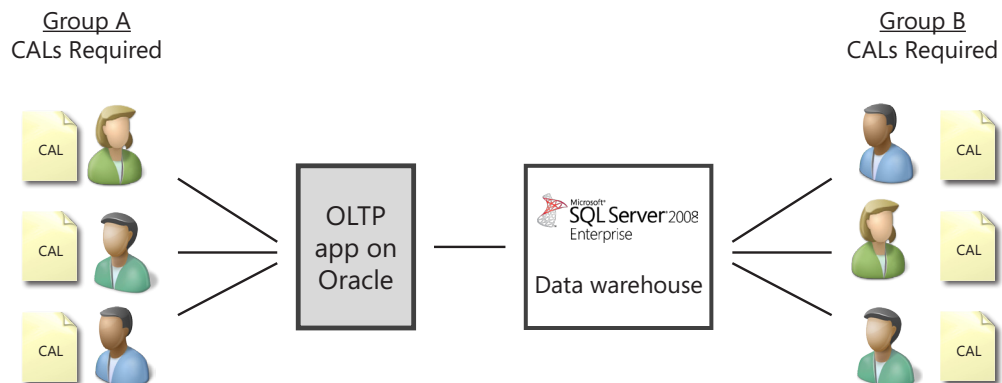 Group A
CALs Required
Group B
CALs Required
CAL
CAL
CAL
OLTP
app on
Oracle
Microsoft®
SQL Server®2008
Enterprise
Data warehouse
CAL
CAL
CAL